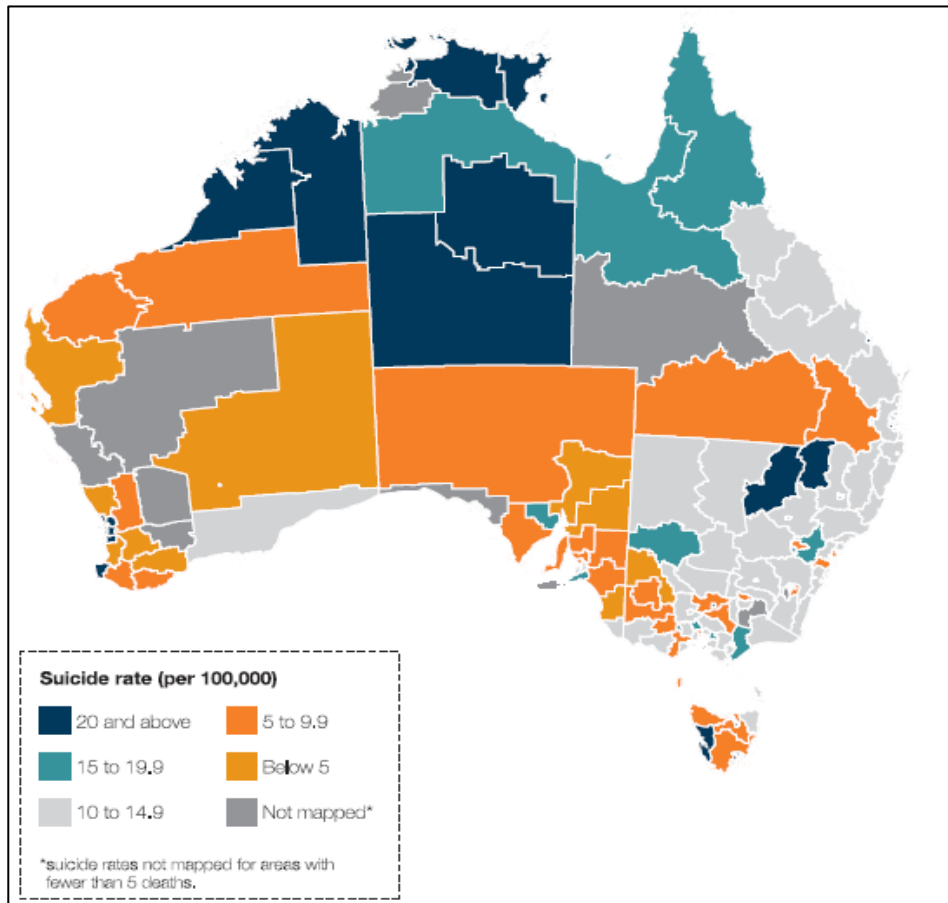 Suicide rate (per 100,000)
20 and above
5 to 9.9
15 to 19.9
Below 5
10 to 14.9
Not mapped*
*suicide rates not mapped for areas with
fewer than 5 deaths.